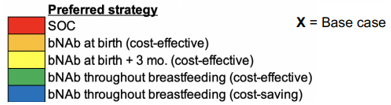 Preferred strategy
SOC
X = Base case
bNAb at birth (cost-effective)
bNAb at birth + 3 mo. (cost-effective)
bNAb throughout breastfeeding (cost-effective)
bNAb throughout breastfeeding (cost-saving)